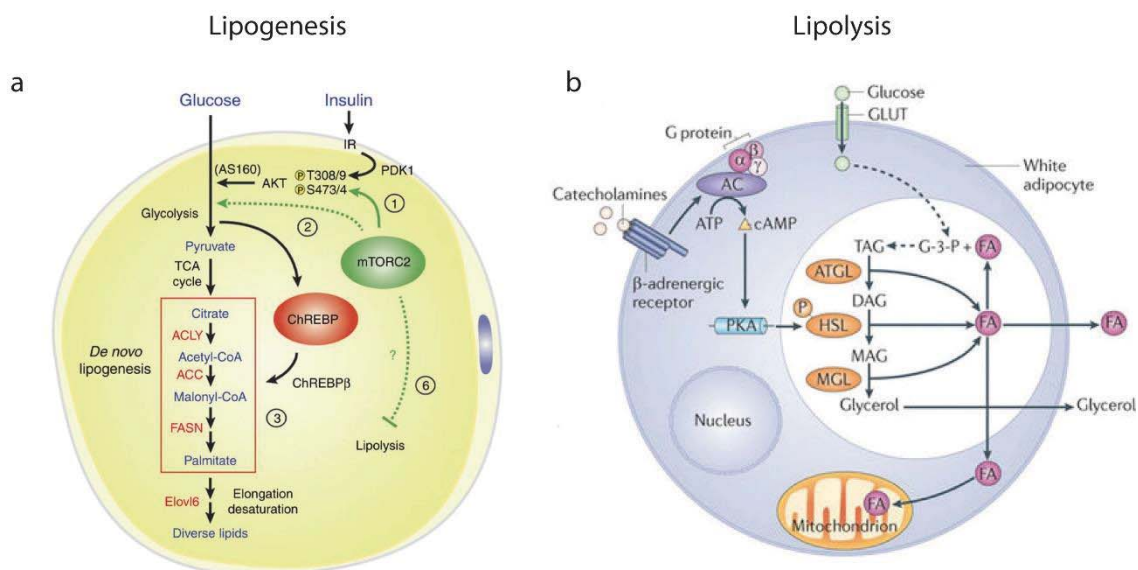 Lipogenesis
Lipolysis
a
Glucose
Insulin
IR
PDK1
(AS160)
AKT
P T308/9
P S473/4
1
Glycolysis
2
mTORC2
Pyruvate
TCA
cycle
ChREBP
Citrate
ACLY
De novo
lipogenesis
Acetyl-CoA
ACC
Malonyl-CoA
ChREBPβ
?
6
3
FASN
Palmitate
Lipolysis
Elovl6
Elongation
desaturation
Diverse lipids
b
Glucose
GLUT
G protein
α
β
γ
White
adipocyte
AC
Catecholamines
ATP
cAMP
β-adrenergic
receptor
TAG
G-3-P +
FA
ATGL
DAG
P
PKA
HSL
FA
FA
MAG
MGL
Glycerol
Glycerol
Nucleus
FA
FA
Mitochondrion